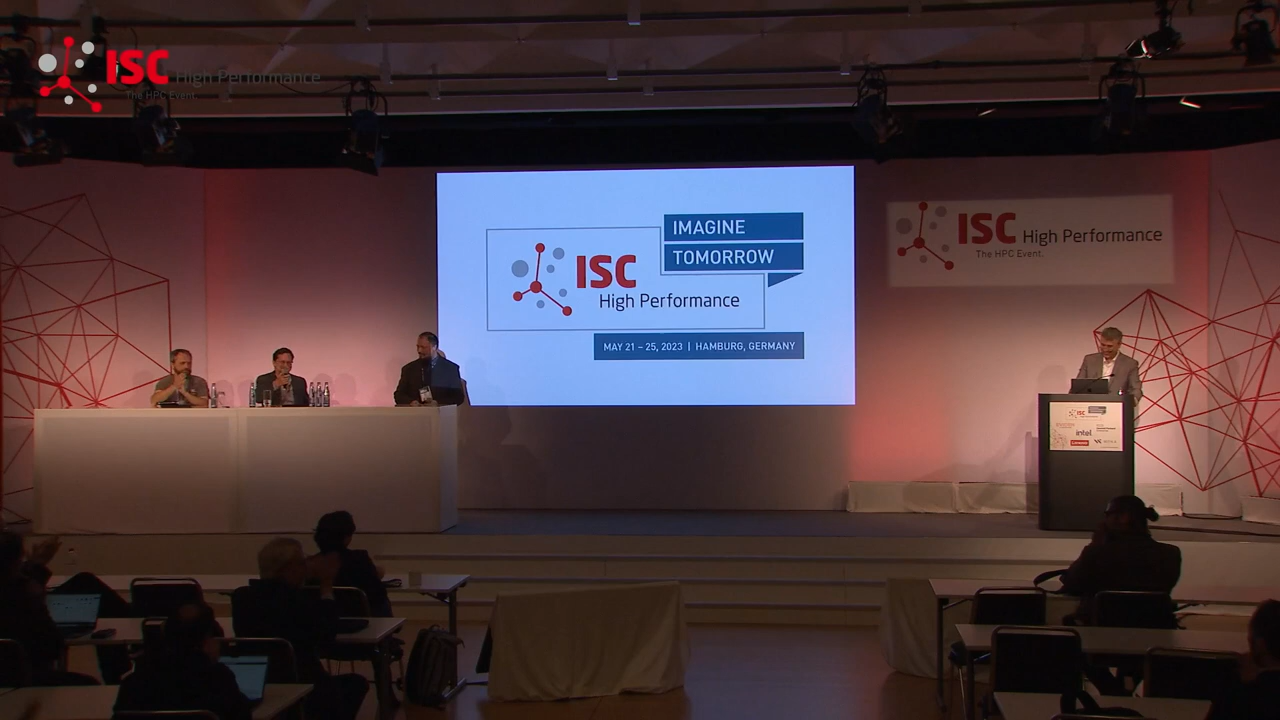 ISC High Performance
The HPC Event.
IMAGINE
TOMORROW
ISC
High Performance
MAY 21 – 25, 2023 | HAMBURG, GERMANY
ISC High Performance
The HPC Event.
ISC
intel